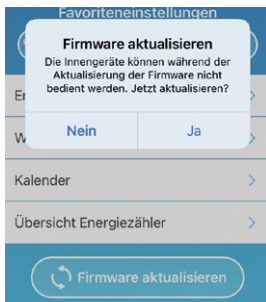 Favoriteneinstellungen
Firmware aktualisieren
Die Innengeräte können während der
Aktualisierung der Firmware nicht
bedient werden. Jetzt aktualisieren?
Nein
Ja
Kalender
Übersicht Energiezähler
Firmware aktualisieren